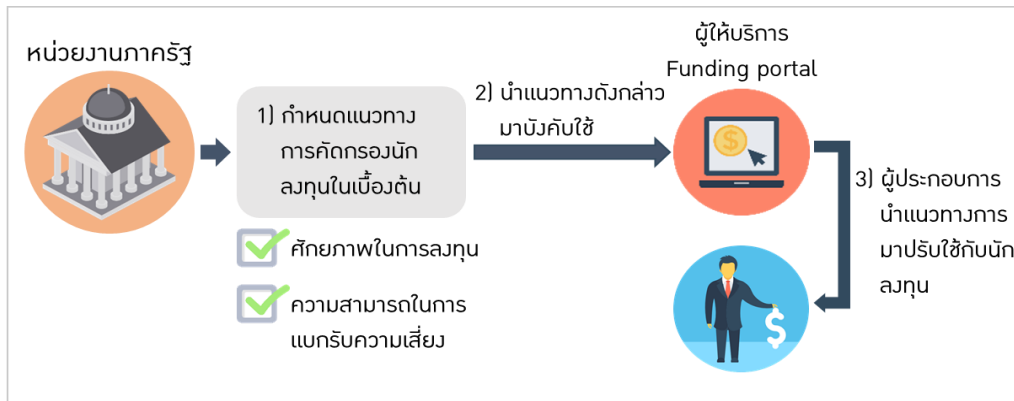 หน่วยงานภาครัฐ
1) กำหนดแนวทาง
การคัดกรองนัก
ลงทุนในเบื้องต้น
ศักยภาพในการลงทุน
ความสามารถในการ
แบกรับความเสี่ยง
2) นำแนวทางดังกล่าว
มาบังคับใช้
ผู้ให้บริการ
Funding portal
3) ผู้ประกอบการ
นำแนวทางการ
มาปรับใช้กับนัก
ลงทุน